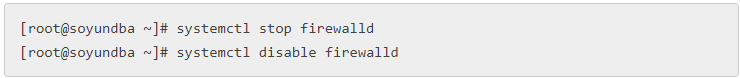 [root@soyundba ~]# systemctl stop firewalld
[root@soyundba ~]# systemctl disable firewalld